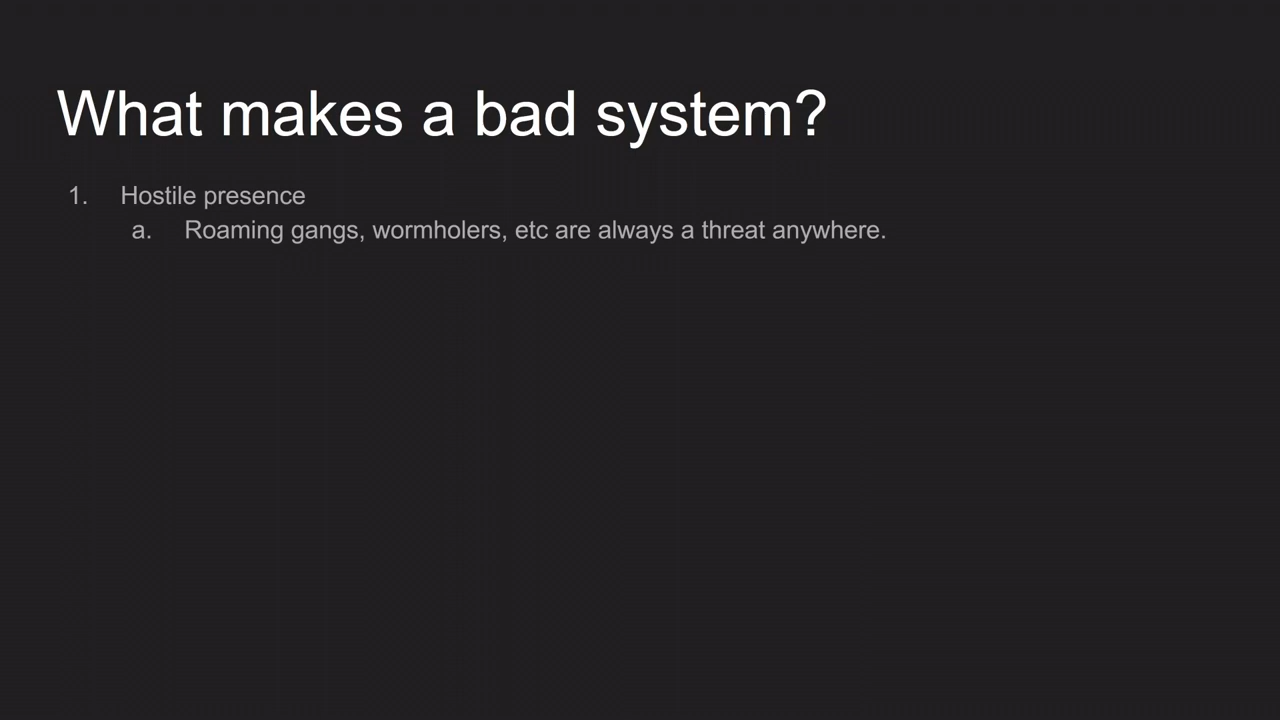 What makes a bad system?
1. Hostile presence
a. Roaming gangs, wormholers, etc are always a threat anywhere.